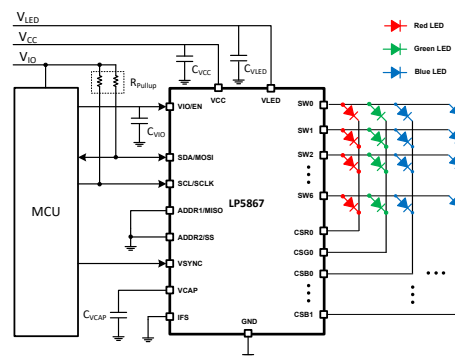 VLED
VCC
VIO
RPullup
CVCC
CVLED
Red LED
Green LED
Blue LED
VCC
VLED
VIO/EN
SW0
CVIO
SW1
SDA/MOSI
SW2
SCL/SCLK
MCU
LP5867
SW6
ADDR1/MISO
CSR0
ADDR2/SS
CSG0
VSYNC
CSB0
VCAP
CVCAP
IFS
GND
CSB1